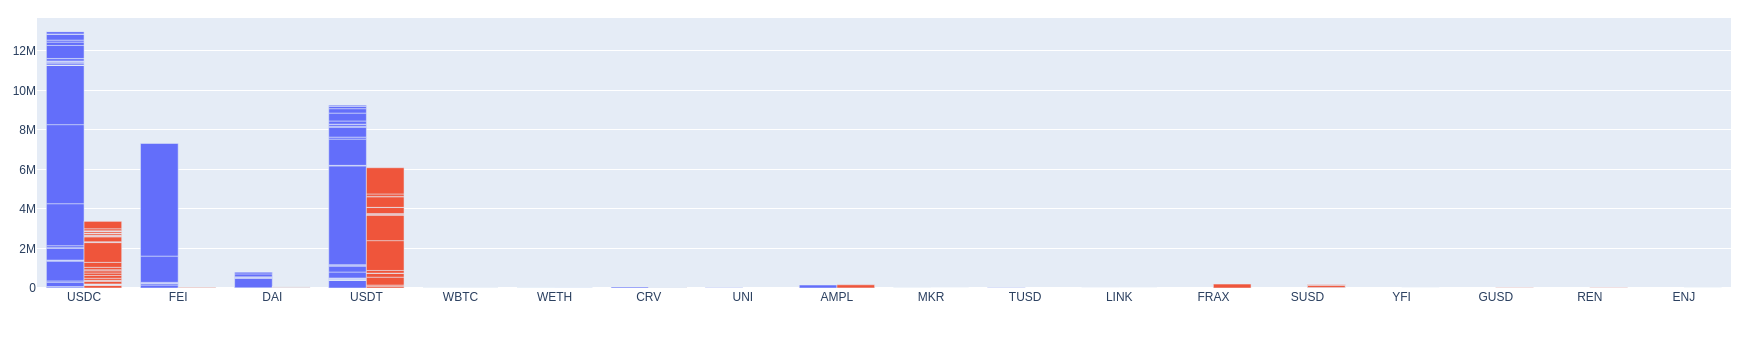 12M
10M
8M
6M
4M
2M
0
USDC FEI DAI USDT WBTC WETH CRV UNI AMPL MKR TUSD LINK FRAX SUSD YFI GUSD REN ENJ